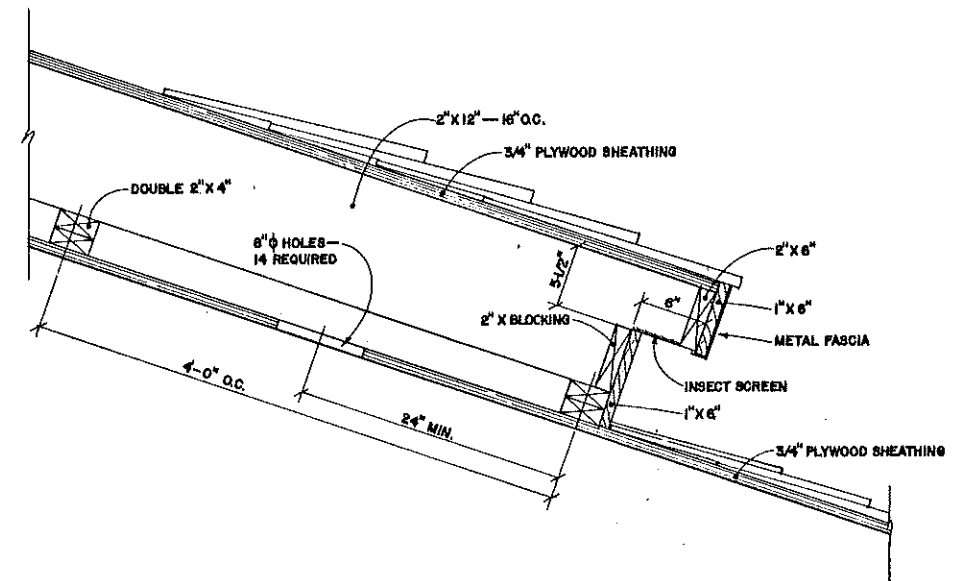 2" X 12" — 16" O.C.
3/4" PLYWOOD SHEATHING
DOUBLE 2" X 4"
8" ϕ HOLES—
14 REQUIRED
5-1/2"
2" X 6"
6"
1" X 6"
2" X BLOCKING
METAL FASCIA
INSECT SCREEN
4'-0" O.C.
1" X 6"
24" MIN.
3/4" PLYWOOD SHEATHING